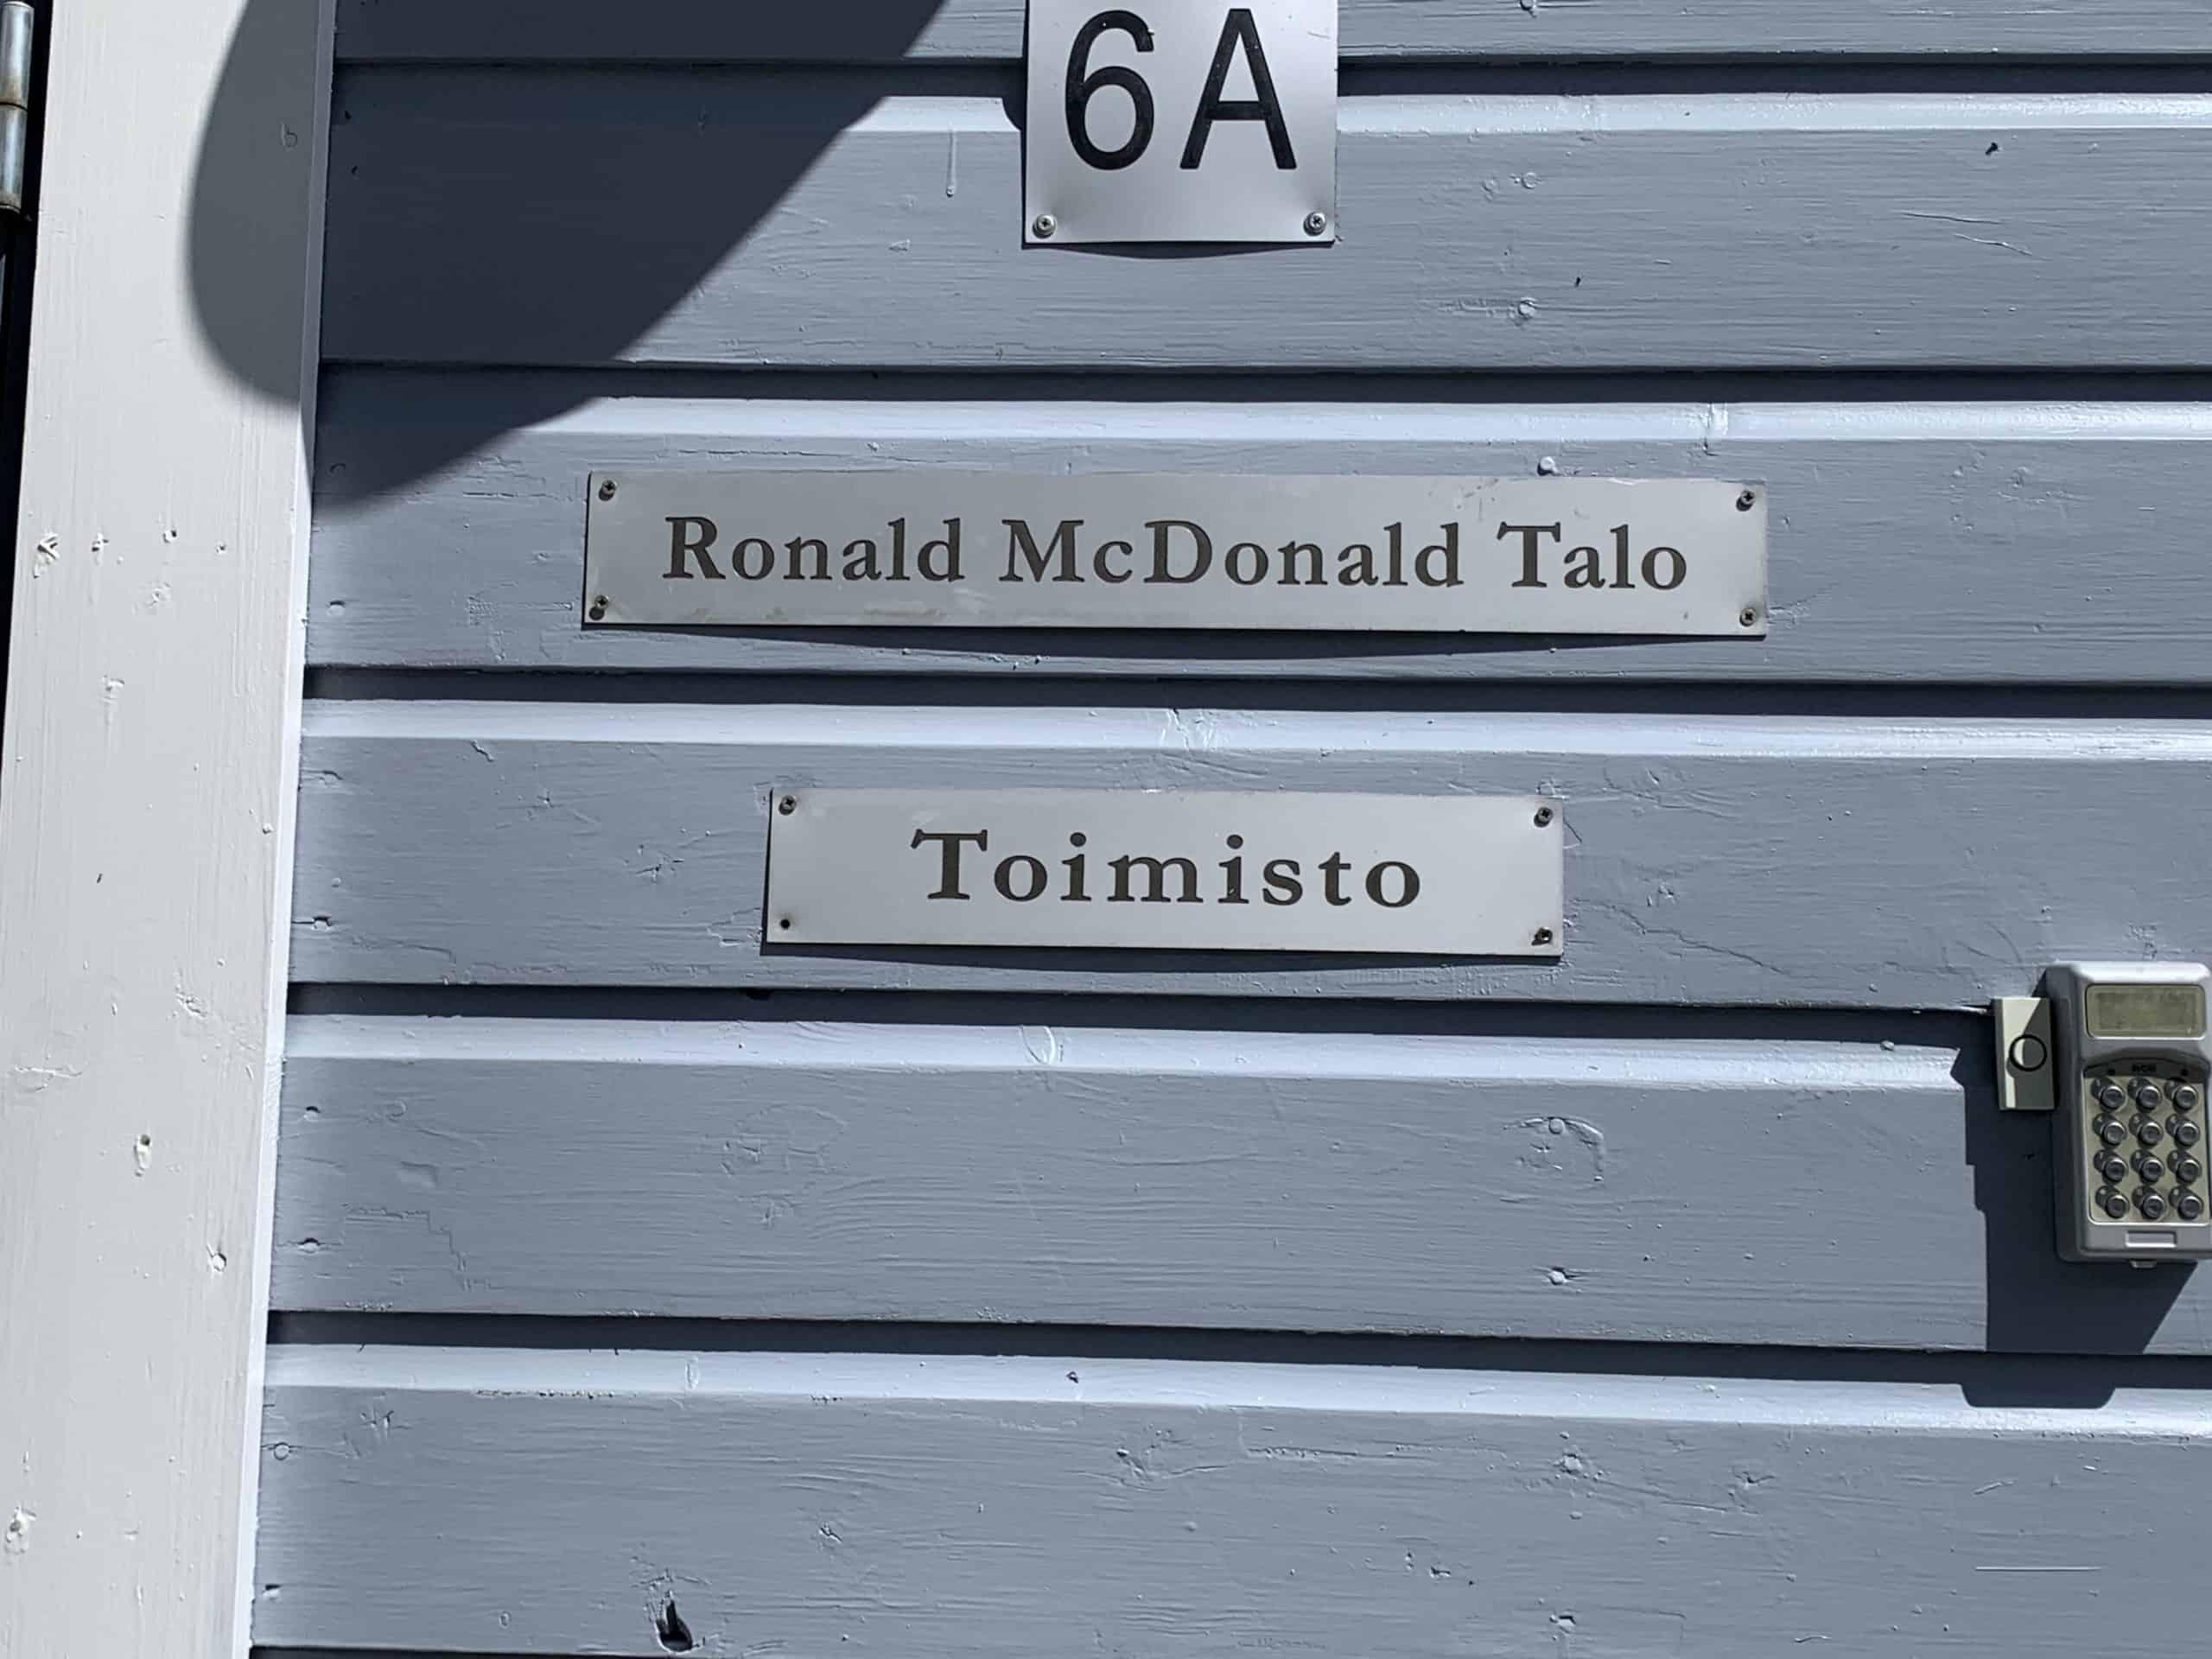 6A
Ronald McDonald Talo
Toimisto